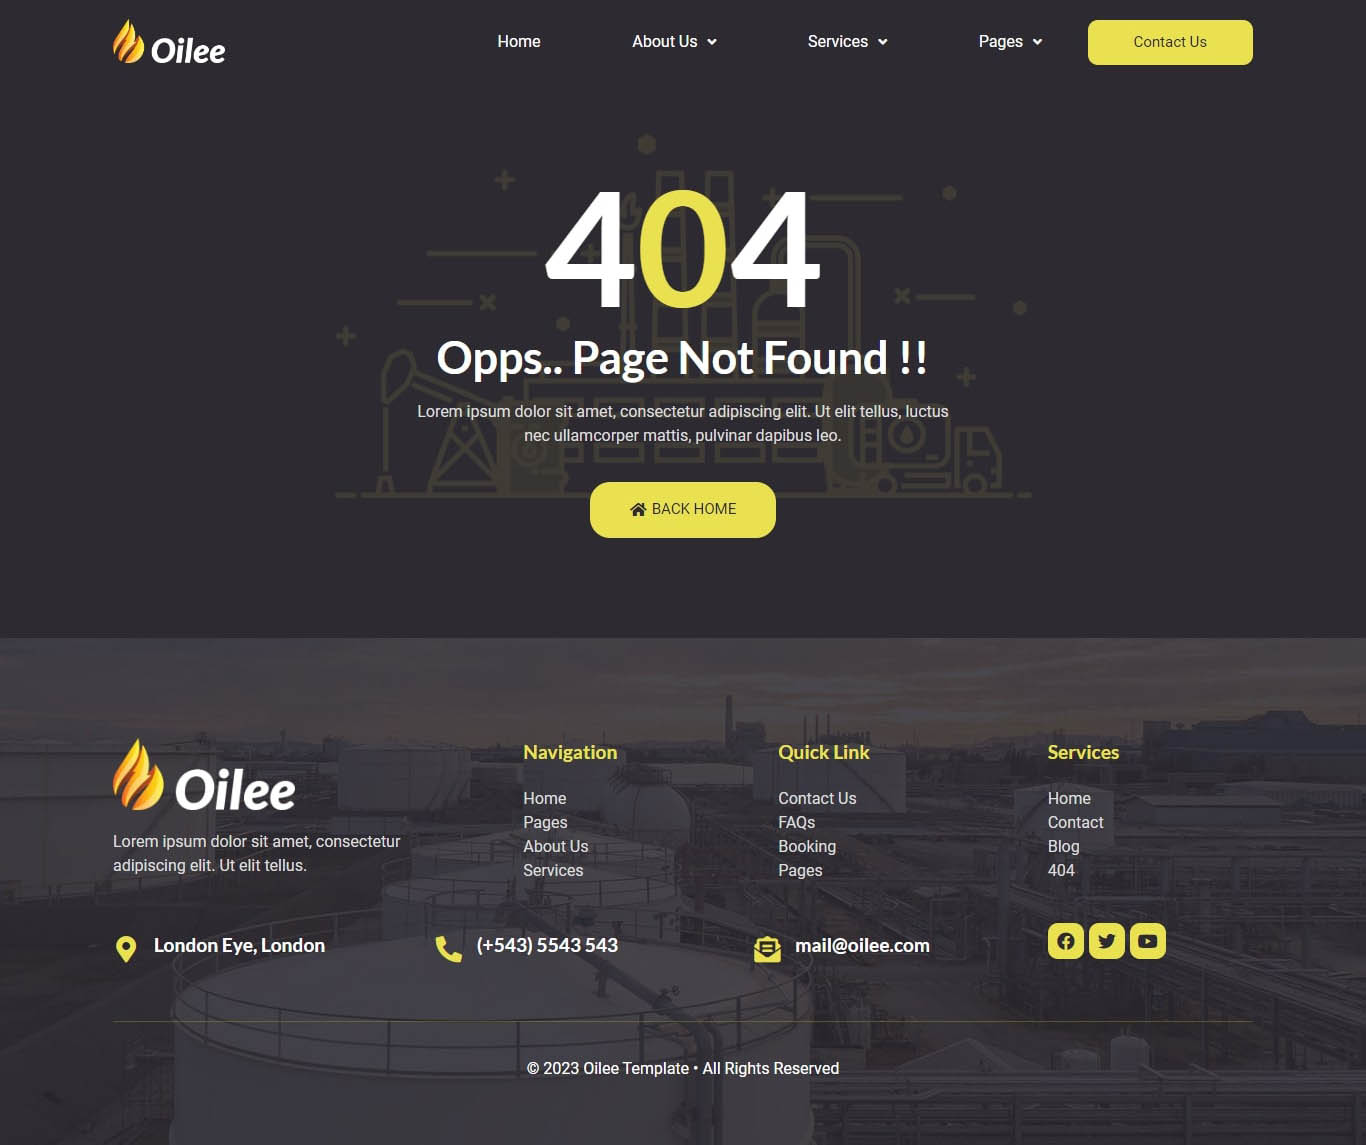 Oilee
Home
About Us
Services
Pages
Contact Us
404
Opps.. Page Not Found !!
Lorem ipsum dolor sit amet, consectetur adipiscing elit. Ut elit tellus, luctus
nec ullamcorper mattis, pulvinar dapibus leo.
BACK HOME
Oilee
Lorem ipsum dolor sit amet, consectetur
adipiscing elit. Ut elit tellus.
Navigation
Home
Pages
About Us
Services
Quick Link
Contact Us
FAQs
Booking
Pages
Services
Home
Contact
Blog
404
London Eye, London
(+543) 5543 543
mail@oilee.com
© 2023 Oilee Template • All Rights Reserved